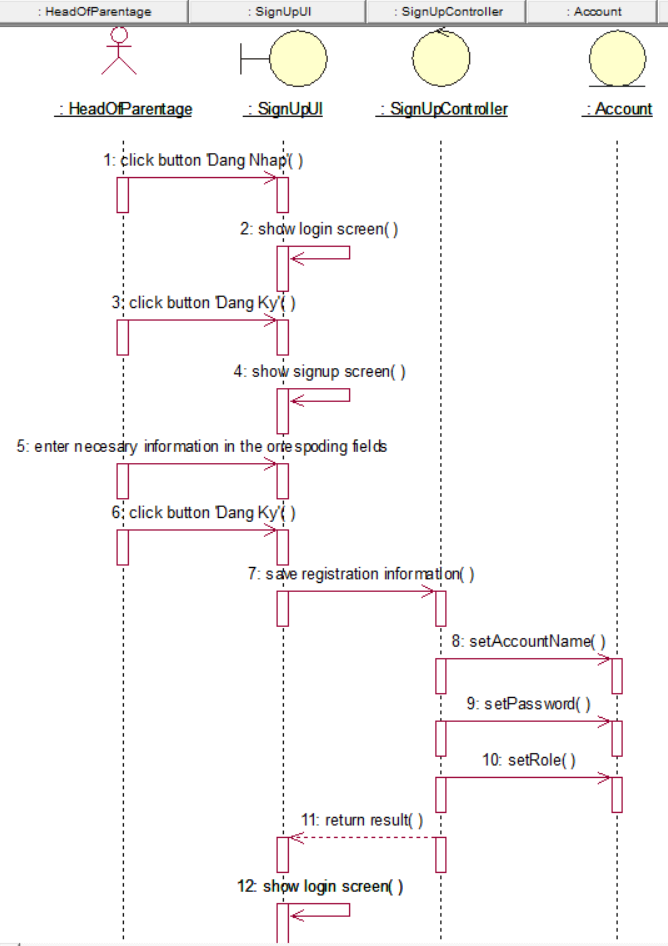 : HeadOfParentage
: SignUpUI
: SignUpController
: Account
: HeadOfParentage
: SignUpUI
: SignUpController
: Account
1: click button 'Dang Nhap'( )
2: show login screen( )
3: click button 'Dang Ky'( )
4: show signup screen( )
5: enter necesary information in the orrespoding fields
6: click button 'Dang Ky'( )
7: save registration information( )
8: setAccountName( )
9: setPassword( )
10: setRole( )
11: return result( )
12: show login screen( )